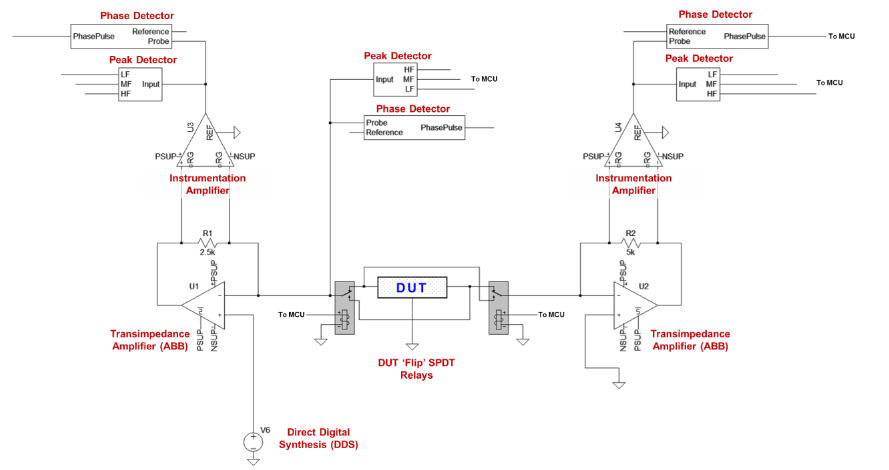 Phase Detector
PhasePulse
Reference
Probe
Peak Detector
LF
MF
HF
Input
U3
REF
PSUP
RG
NSUP
Instrumentation
Amplifier
R1
2.5k
U1
PSUP
PSUP
NSUP
Transimpedance
Amplifier (ABB)
V6
Direct Digital
Synthesis (DDS)
Peak Detector
Input
HF
MF
LF
To MCU
Phase Detector
Probe
Reference
PhasePulse
DUT
To MCU
To MCU
DUT ‘Flip’ SPDT
Relays
Phase Detector
Reference
Probe
PhasePulse
To MCU
Peak Detector
Input
LF
MF
HF
To MCU
U4
REF
PSUP
RG
NSUP
Instrumentation
Amplifier
R2
5k
U2
PSUP
NSUP
PSUP
Transimpedance
Amplifier (ABB)